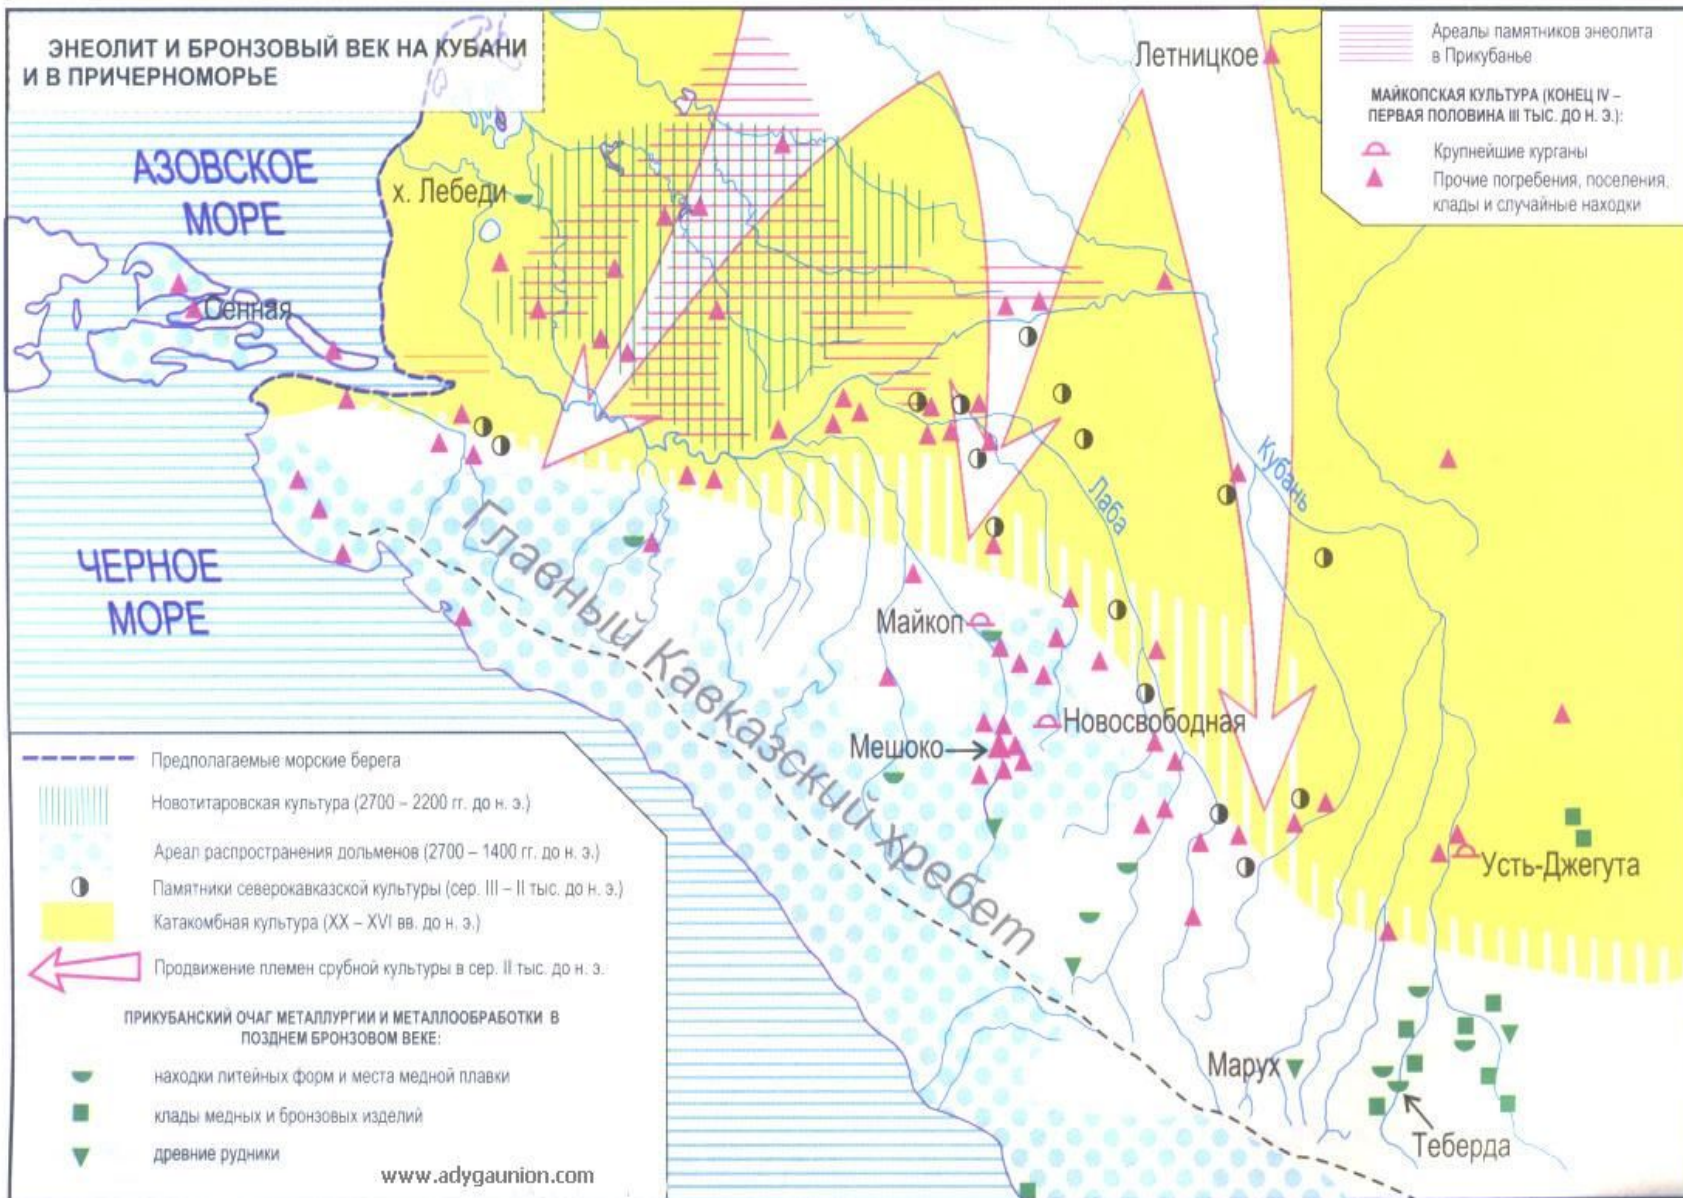 ЭНЕОЛИТ И БРОНЗОВЫЙ ВЕК НА КУБАНИ
И В ПРИЧЕРНОМОРЬЕ
Ареалы памятников энеолита
в Прикубанье
МАЙКОПСКАЯ КУЛЬТУРА (КОНЕЦ IV –
ПЕРВАЯ ПОЛОВИНА III ТЫС. ДО Н. Э.):
Крупнейшие курганы
Прочие погребения, поселения,
клады и случайные находки
Летницкое
АЗОВСКОЕ
МОРЕ
х. Лебеди
Сенная
Кубань
Лаба
ЧЕРНОЕ
МОРЕ
Главный Кавказский хребет
Майкоп
Новосвободная
Мешоко
Усть-Джегута
Марух
Теберда
Предполагаемые морские берега
Новотитаровская культура (2700 – 2200 гг. до н. э.)
Ареал распространения дольменов (2700 – 1400 гг. до н. э.)
Памятники северокавказской культуры (сер. III – II тыс. до н. э.)
Катакомбная культура (XX – XVI вв. до н. э.)
Продвижение племен срубной культуры в сер. II тыс. до н. э.
ПРИКУБАНСКИЙ ОЧАГ МЕТАЛЛУРГИИ И МЕТАЛЛООБРАБОТКИ В
ПОЗДНЕМ БРОНЗОВОМ ВЕКЕ:
находки литейных форм и места медной плавки
клады медных и бронзовых изделий
древние рудники
www.adygaunion.com